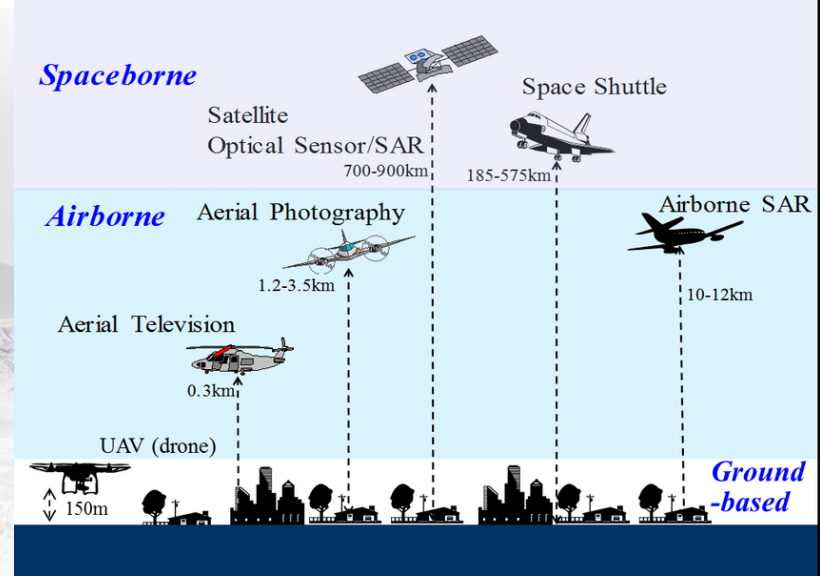 Spaceborne
Space Shuttle
Satellite
Optical Sensor/SAR
700-900km
185-575km
Airborne
Aerial Photography
Airborne SAR
1.2-3.5km
10-12km
Aerial Television
0.3km
UAV (drone)
150m
Ground
-based